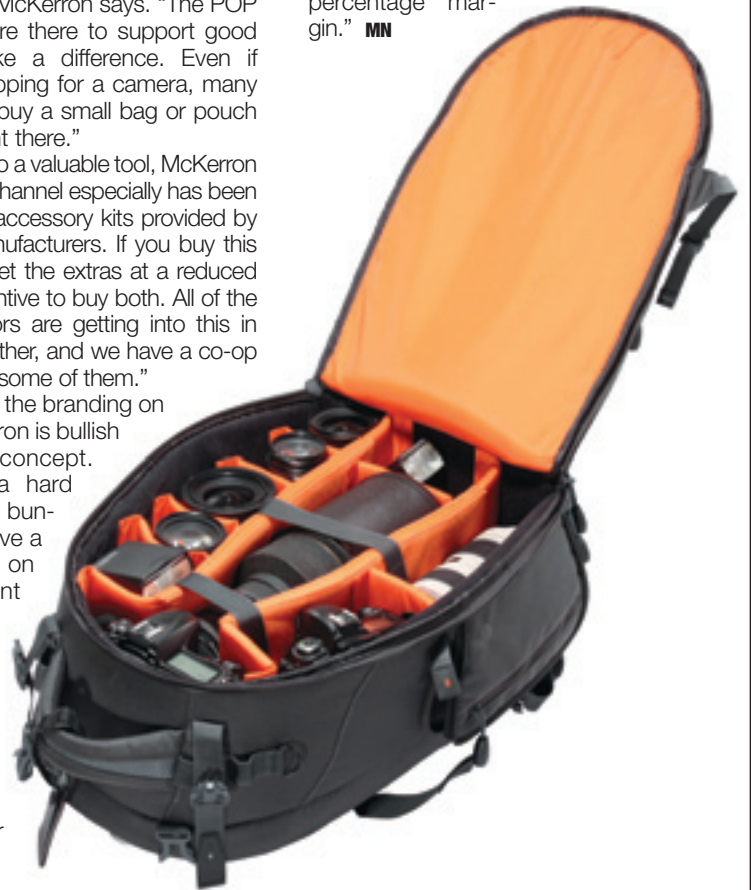 McKerron says. “The POP
re there to support good
ke a difference. Even if
pping for a camera, many
buy a small bag or pouch
t there.”
o a valuable tool, McKerron
hannel especially has been
accessory kits provided by
nufacturers. If you buy this
et the extras at a reduced
ntive to buy both. All of the
ors are getting into this in
ther, and we have a co-op
some of them.”
the branding on
ron is bullish
concept.
a hard
bun-
ve a
on
nt
r
percentage mar-
gin.” MN